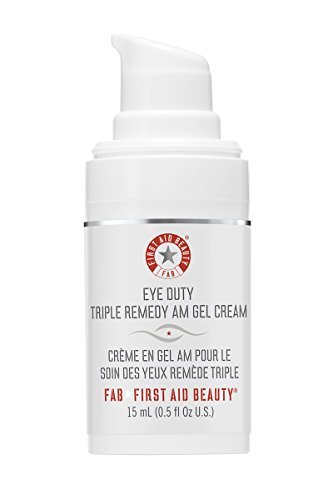 FIRST AID BEAUTY
FAB
EYE DUTY
TRIPLE REMEDY AM GEL CREAM
CRÈME EN GEL AM POUR LE
SOIN DES YEUX REMÈDE TRIPLE
FAB FIRST AID BEAUTY®
15 mL (0.5 fl Oz U.S.)